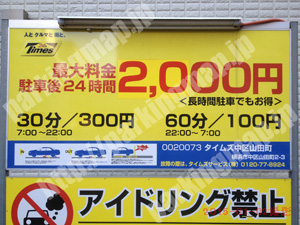 人と クルマと 街と。
Times
最大料金
駐車後24時間
2,000円
<長時間駐車でもお得>
30分/300円
7:00〜22:00
60分/100円
22:00〜7:00
0020073 タイムズ中区山田町
横浜市中区山田町2-3
故障の際は、タイムズサービス(株) 0120-77-8924
アイドリング禁止